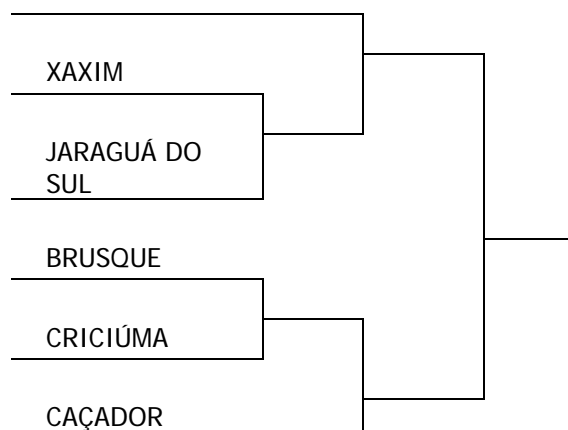 XAXIM
JARAGUÁ DO
SUL
BRUSQUE
CRICIÚMA
CAÇADOR